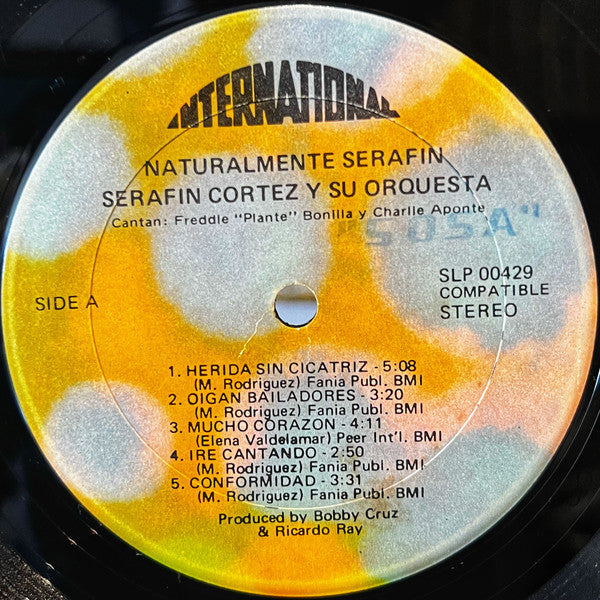 INTERNATIONAL
NATURALMENTE SERAFIN
SERAFIN CORTEZ Y SU ORQUESTA
Cantan: Freddie "Plante" Bonilla y Charlie Aponte
"SOSA"
SIDE A
SLP 00429
COMPATIBLE
STEREO
1. HERIDA SIN CICATRIZ - 5:08
(M. Rodriguez) Fania Publ. BMI
2. OIGAN BAILADORES - 3:20
(M. Rodriguez) Fania Publ. BMI
3. MUCHO CORAZON - 4:11
(Elena Valdelamar) Peer Int'l. BMI
4. IRE CANTANDO - 2:50
(M. Rodriguez) Fania Publ. BMI
5. CONFORMIDAD - 3:31
(M. Rodriguez) Fania Publ. BMI
Produced by Bobby Cruz
& Ricardo Ray